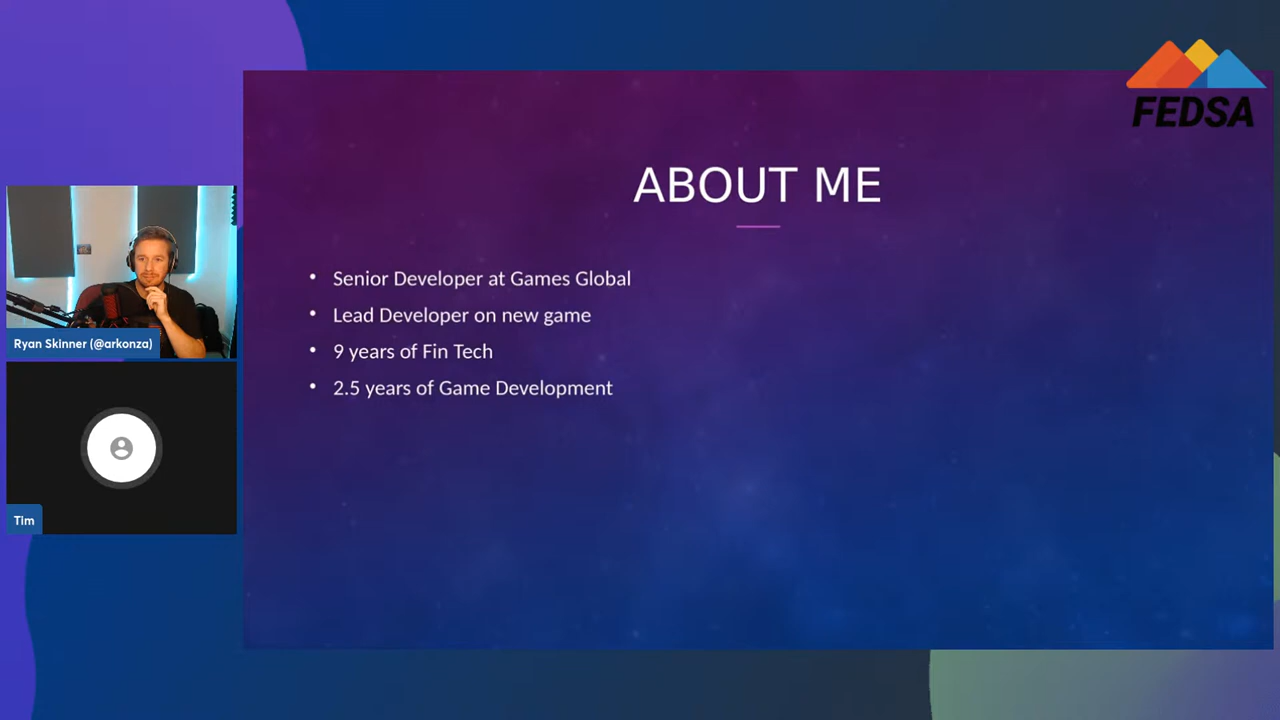 FEDSA
ABOUT ME
• Senior Developer at Games Global
• Lead Developer on new game
• 9 years of Fin Tech
• 2.5 years of Game Development
Ryan Skinner (@arkonza)
Tim